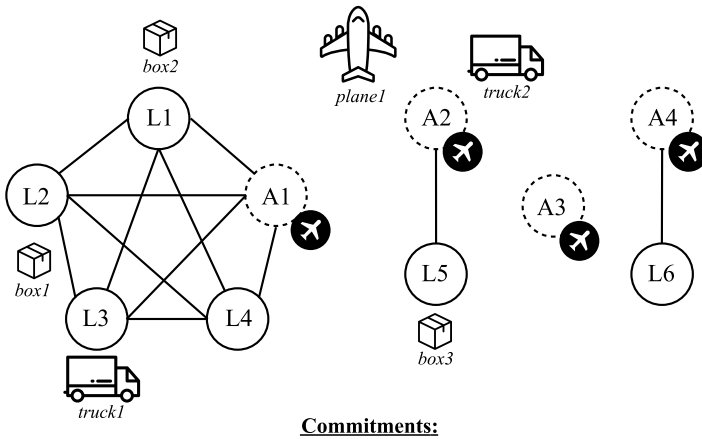 box2
plane1
truck2
L1
A2
A4
L2
A1
A3
box1
L3
L4
L5
L6
truck1
box3
Commitments: